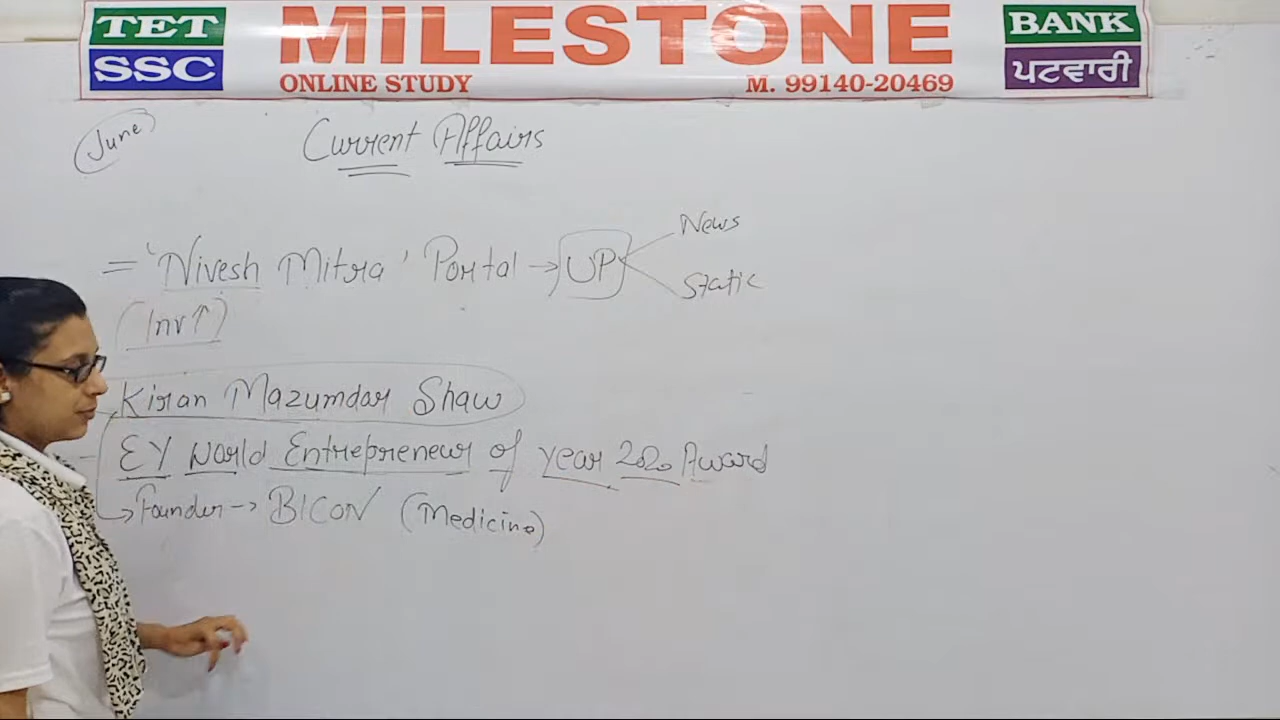 TET
SSC
MILESTONE
ONLINE STUDY M. 99140-20469
BANK
ਪਟਵਾਰੀ
June
Current Affairs
= 'Nivesh Mitra' Portal → UP
News
Static
(Inv↑)
Kiran Mazumdar Shaw
EY World Entrepreneur of year 2020 Award
→ Founder → BICON (Medicine)